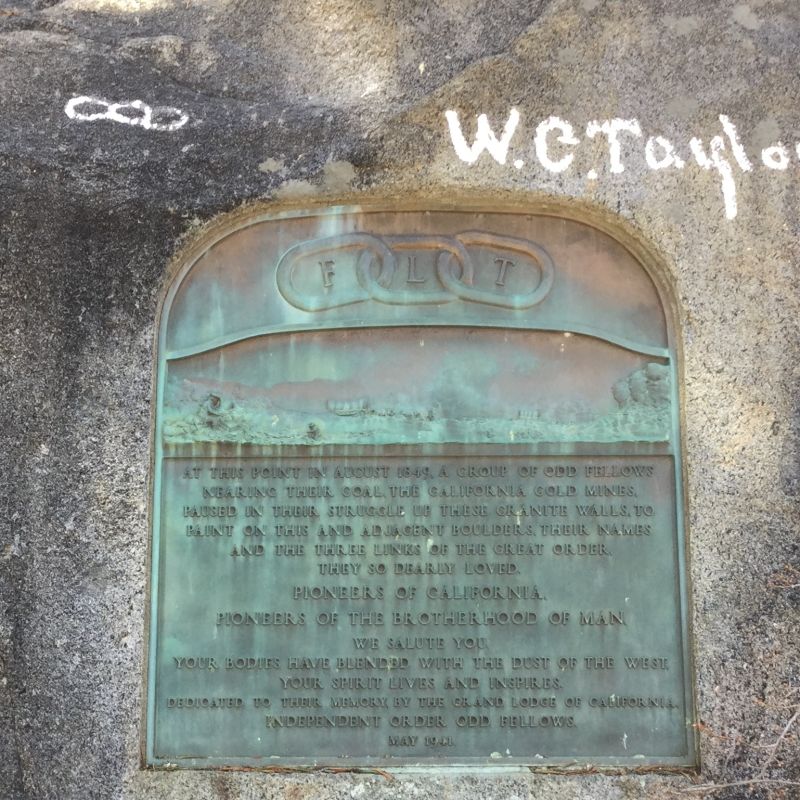 W.C.Taylo
F L T
AT THIS POINT IN AUGUST 1849, A GROUP OF ODD FELLOWS
NEARING THEIR GOAL, THE CALIFORNIA GOLD MINES,
PAUSED IN THEIR STRUGGLE UP THESE GRANITE WALLS, TO
PAINT ON THIS AND ADJACENT BOULDERS, THEIR NAMES
AND THE THREE LINKS OF THE GREAT ORDER,
THEY SO DEARLY LOVED.
PIONEERS OF CALIFORNIA,
PIONEERS OF THE BROTHERHOOD OF MAN,
WE SALUTE YOU,
YOUR BODIES HAVE BLENDED WITH THE DUST OF THE WEST,
YOUR SPIRIT LIVES AND INSPIRES.
DEDICATED TO THEIR MEMORY, BY THE GRAND LODGE OF CALIFORNIA,
INDEPENDENT ORDER ODD FELLOWS.
MAY 1941.